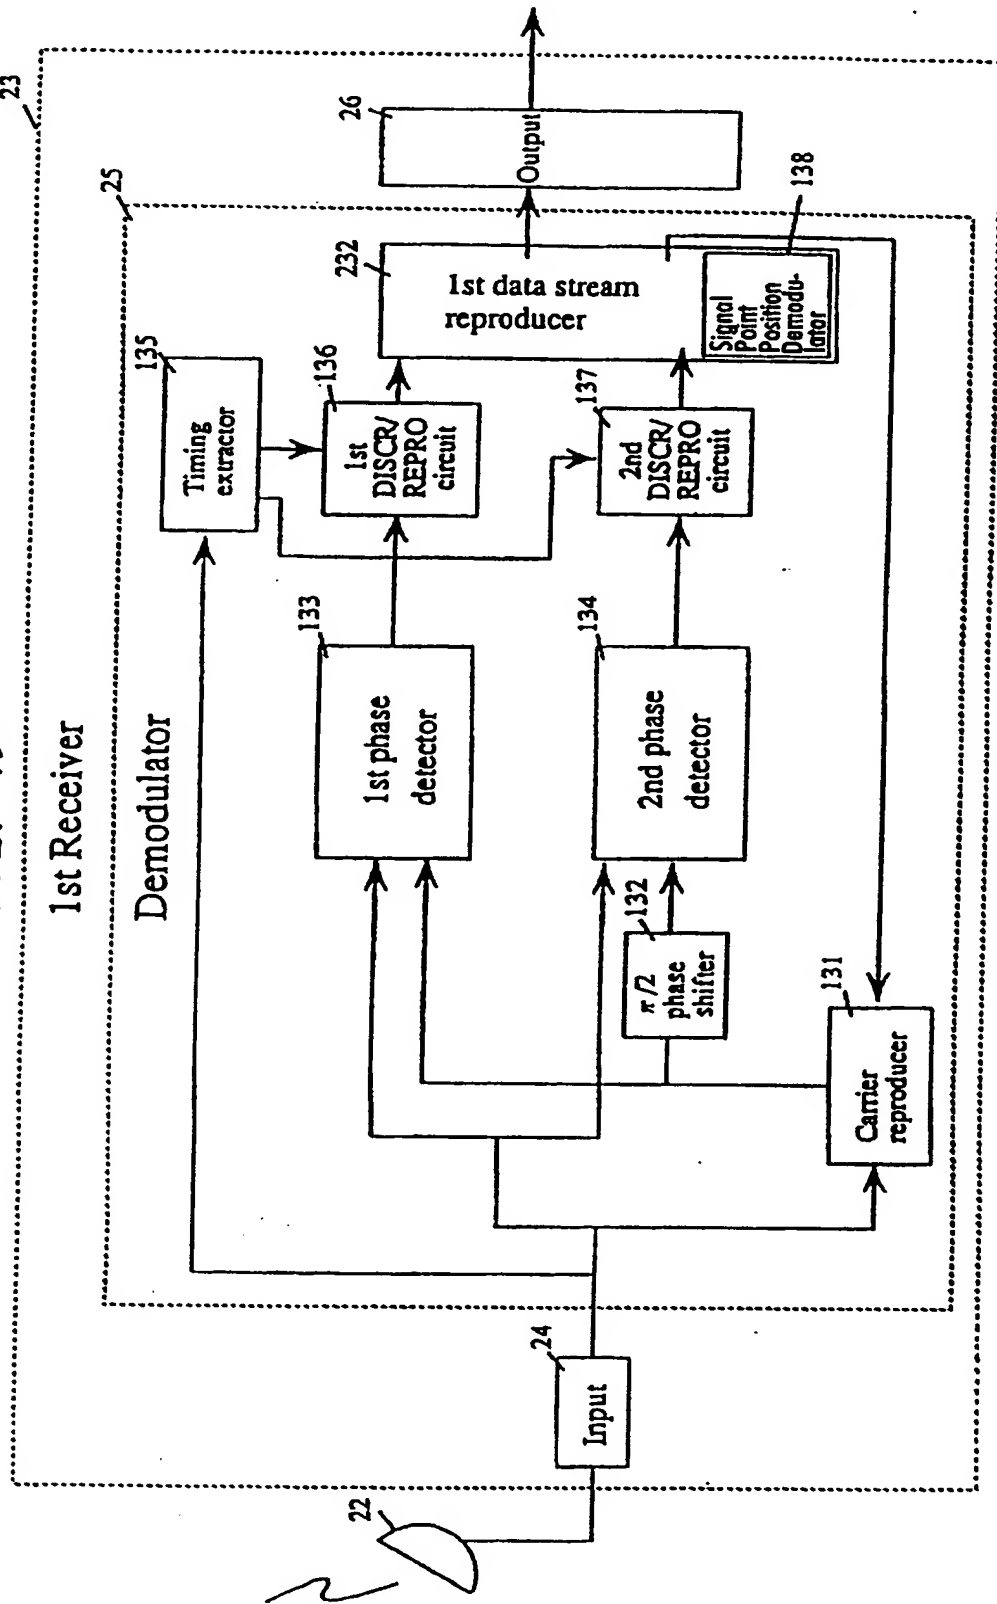 23
1st Receiver
25
Demodulator
22
24
Input
135
Timing
extractor
133
1st phase
detector
136
1st
DISCR/
REPRO
circuit
232
1st data stream
reproducer
26
Output
132
π/2
phase
shifter
134
2nd phase
detector
137
2nd
DISCR/
REPRO
circuit
138
Signal
Point
Position
Demodu-
lator
131
Carrier
reproducer